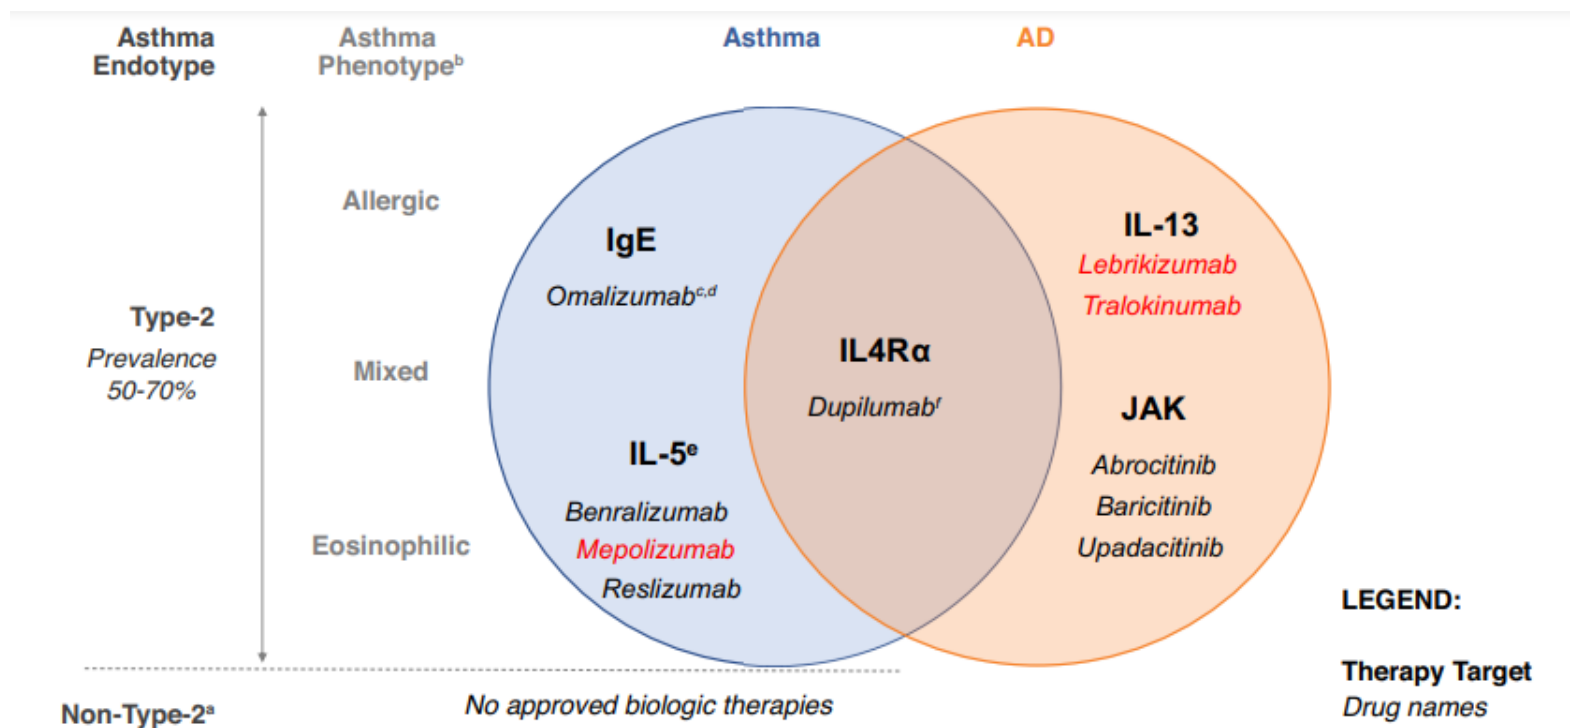 Asthma
Endotype
Asthma
Phenotypeᵇ
Asthma
AD
Allergic
IgE
Omalizumabᶜ,ᵈ
IL-13
Lebrikizumab
Tralokinumab
Type-2
Prevalence
50-70%
Mixed
IL4Rα
Dupilumabᶠ
JAK
Abrocitinib
Baricitinib
Upadacitinib
IL-5ᵉ
Benralizumab
Mepolizumab
Reslizumab
Eosinophilic
LEGEND:
Therapy Target
Drug names
Non-Type-2ᵃ
No approved biologic therapies